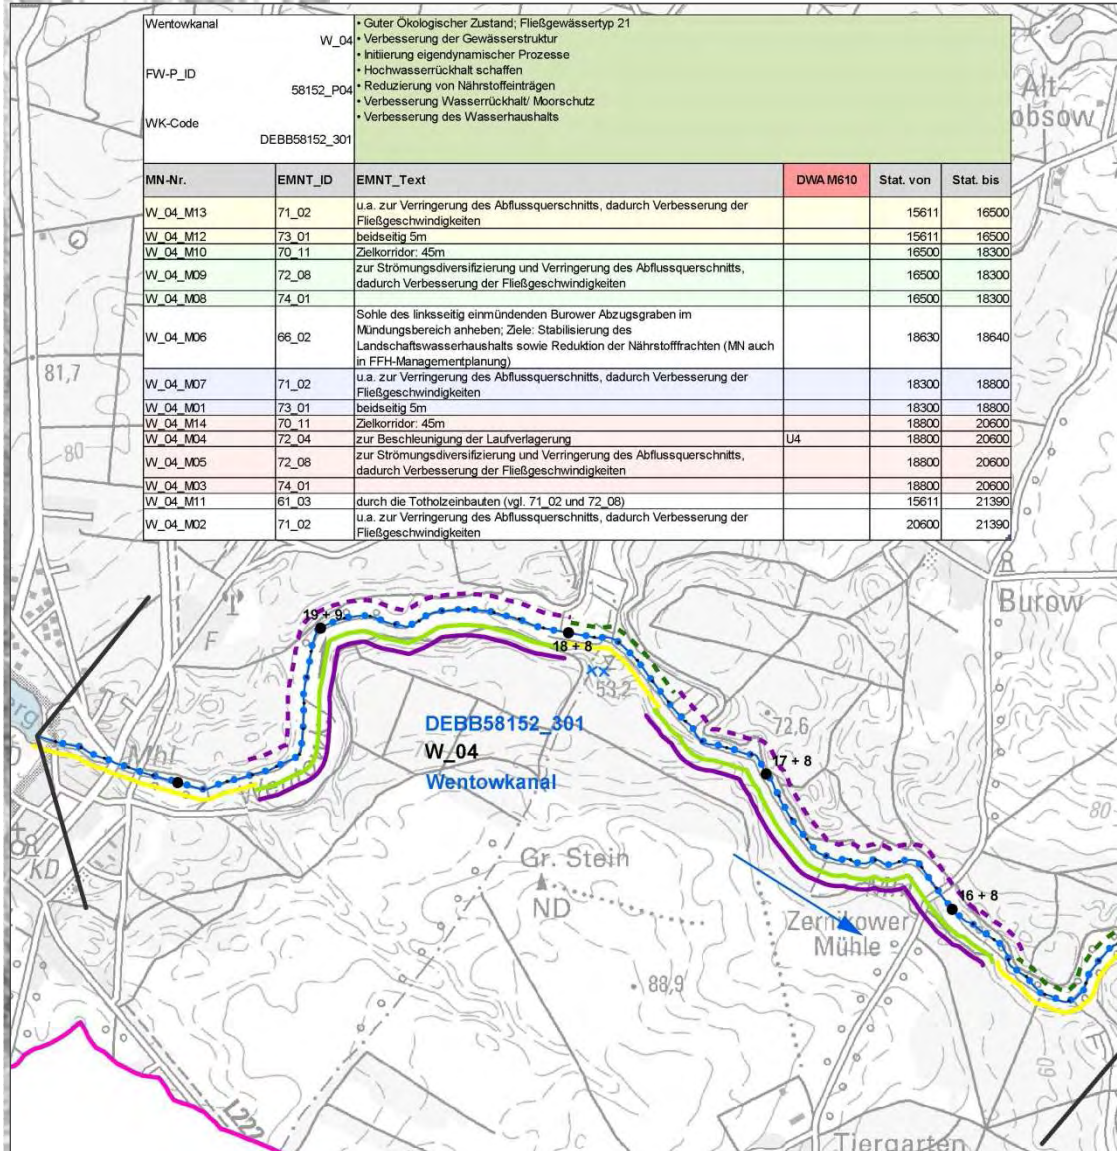 Wentowkanal
W_04
FW-P_ID
58152_P04
WK-Code
DEBB58152_301
• Guter Ökologischer Zustand; Fließgewässertyp 21
• Verbesserung der Gewässerstruktur
• Initiierung eigendynamischer Prozesse
• Hochwasserrückhalt schaffen
• Reduzierung von Nährstoffeinträgen
• Verbesserung Wasserrückhalt/ Moorschutz
• Verbesserung des Wasserhaushalts
MN-Nr. EMNT_ID EMNT_Text DWA M610 Stat. von Stat. bis
W_04_M13 71_02 u.a. zur Verringerung des Abflussquerschnitts, dadurch Verbesserung der 15611 16500
Fließgeschwindigkeiten
W_04_M12 73_01 beidseitig 5m 15611 16500
W_04_M10 70_11 Zielkorridor: 45m 16500 18300
W_04_M09 72_08 zur Strömungsdiversifizierung und Verringerung des Abflussquerschnitts, 16500 18300
dadurch Verbesserung der Fließgeschwindigkeiten
W_04_M08 74_01 16500 18300
Sohle des linksseitig einmündenden Burower Abzugsgraben im
Mündungsbereich anheben; Ziele: Stabilisierung des
W_04_M06 66_02 Landschaftswasserhaushalts sowie Reduktion der Nährstofffrachten (MN auch 18630 18640
in FFH-Managementplanung)
W_04_M07 71_02 u.a. zur Verringerung des Abflussquerschnitts, dadurch Verbesserung der 18300 18800
Fließgeschwindigkeiten
W_04_M01 73_01 beidseitig 5m 18300 18800
W_04_M14 70_11 Zielkorridor: 45m 18800 20600
W_04_M04 72_04 zur Beschleunigung der Laufverlagerung U4 18800 20600
W_04_M05 72_08 zur Strömungsdiversifizierung und Verringerung des Abflussquerschnitts, 18800 20600
dadurch Verbesserung der Fließgeschwindigkeiten
W_04_M03 74_01 18800 20600
W_04_M11 61_03 durch die Totholzeinbauten (vgl. 71_02 und 72_08) 15611 21390
W_04_M02 71_02 u.a. zur Verringerung des Abflussquerschnitts, dadurch Verbesserung der 20600 21390
Fließgeschwindigkeiten
Alt-
obsow
81,7
80
Burow
F
19 + 9
18 + 8
53,2
72,6
DEBB58152_301
W_04
Wentowkanal
17 + 8
Mhl
80
Gr. Stein
ND
KD
16 + 8
Zernikower
Mühle
88,9
60
L222
Tiergarten